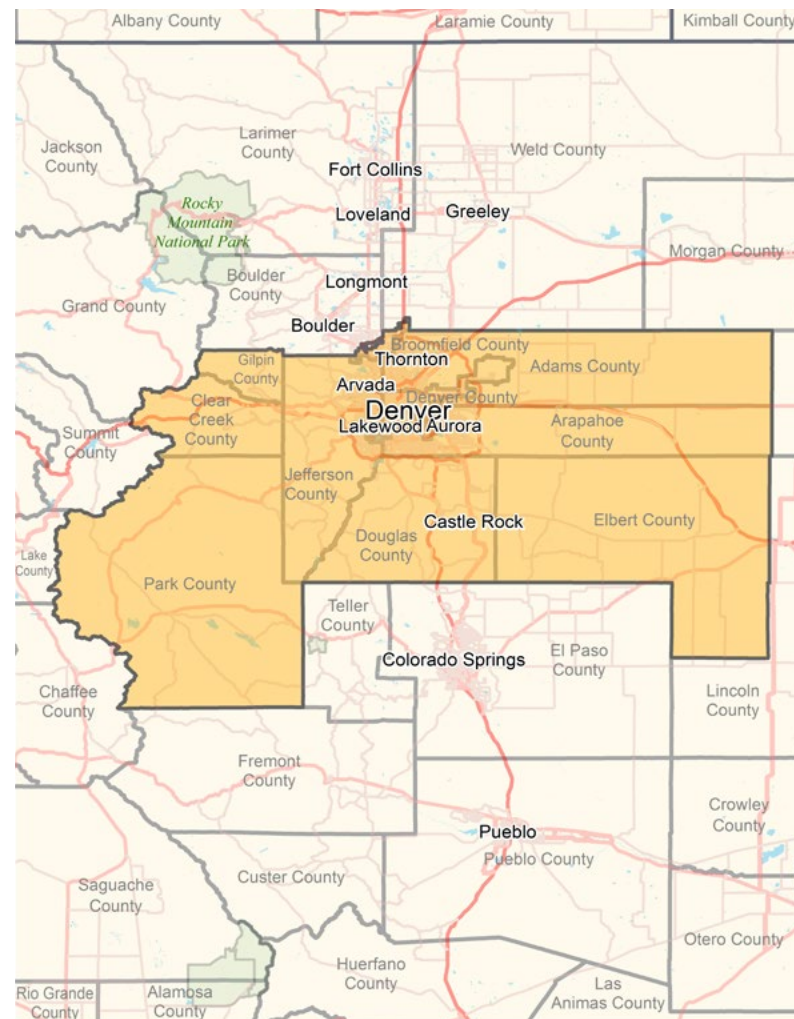 Albany County
Laramie County
Kimball County
Jackson
County
Larimer
County
Weld County
Fort Collins
Rocky
Mountain
National Park
Loveland
Greeley
Morgan County
Boulder
County
Longmont
Grand County
Boulder
Broomfield County
Gilpin
County
Thornton
Adams County
Arvada
Denver County
Clear
Creek
County
Denver
Lakewood
Aurora
Arapahoe
County
Summit
County
Jefferson
County
Castle Rock
Elbert County
Douglas
County
Lake
County
Park County
Teller
County
Colorado Springs
El Paso
County
Chaffee
County
Lincoln
County
Fremont
County
Crowley
County
Pueblo
Pueblo County
Custer County
Saguache
County
Otero County
Huerfano
County
Las
Animas County
Rio Grande
County
Alamosa
County